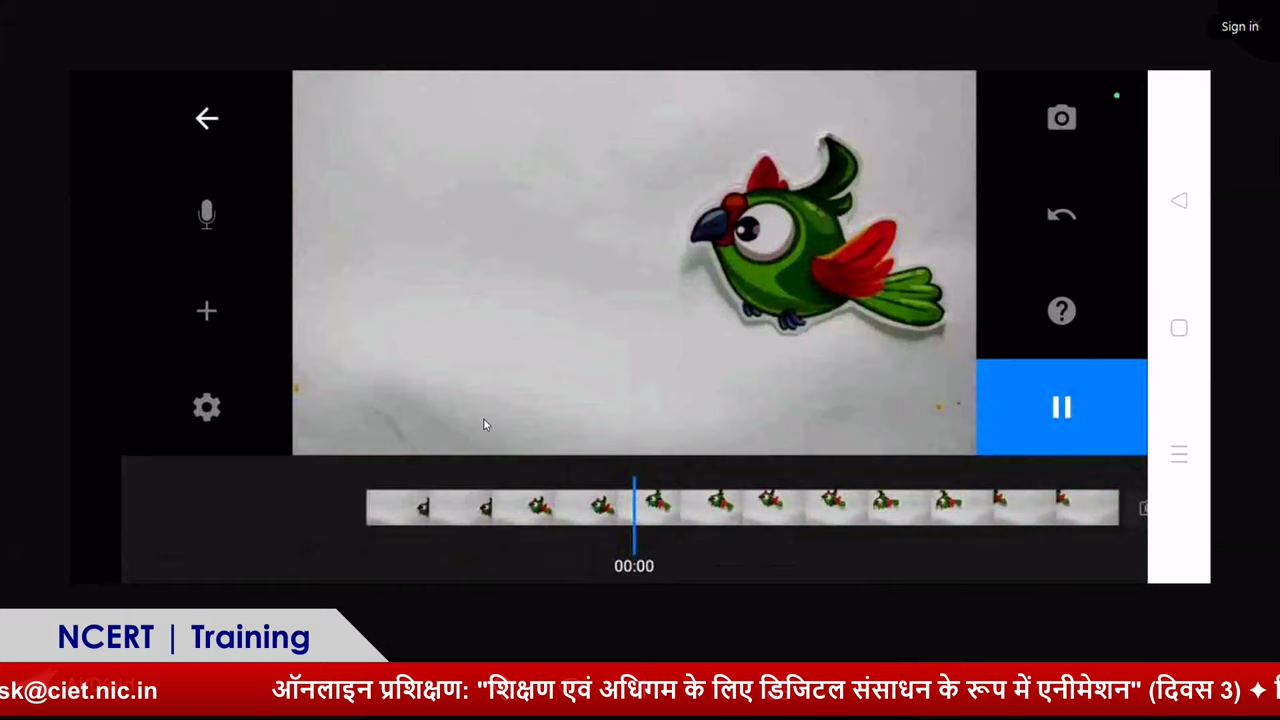 Sign in
00:00
NCERT | Training
sk@ciet.nic.in ऑनलाइन प्रशिक्षण: "शिक्षण एवं अधिगम के लिए डिजिटल संसाधन के रूप में एनीमेशन" (दिवस 3) ✦